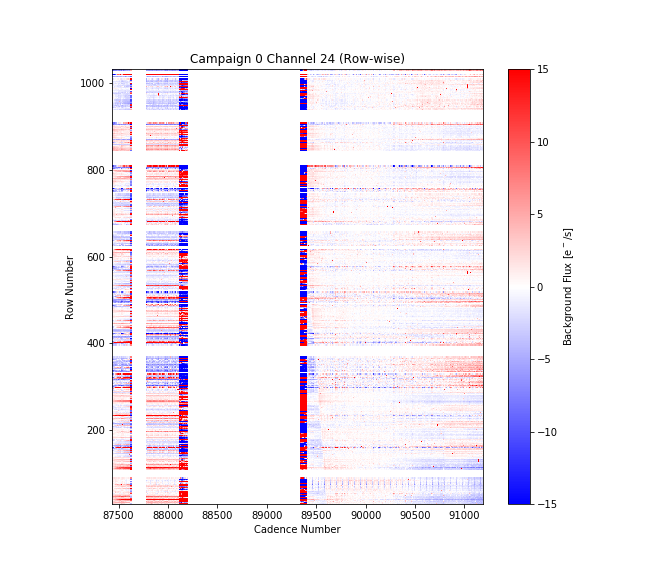 Campaign 0 Channel 24 (Row-wise)
1000
800
600
400
200
Row Number
87500 88000 88500 89000 89500 90000 90500 91000
Cadence Number
15
10
5
0
−5
−10
−15
Background Flux [e⁻/s]